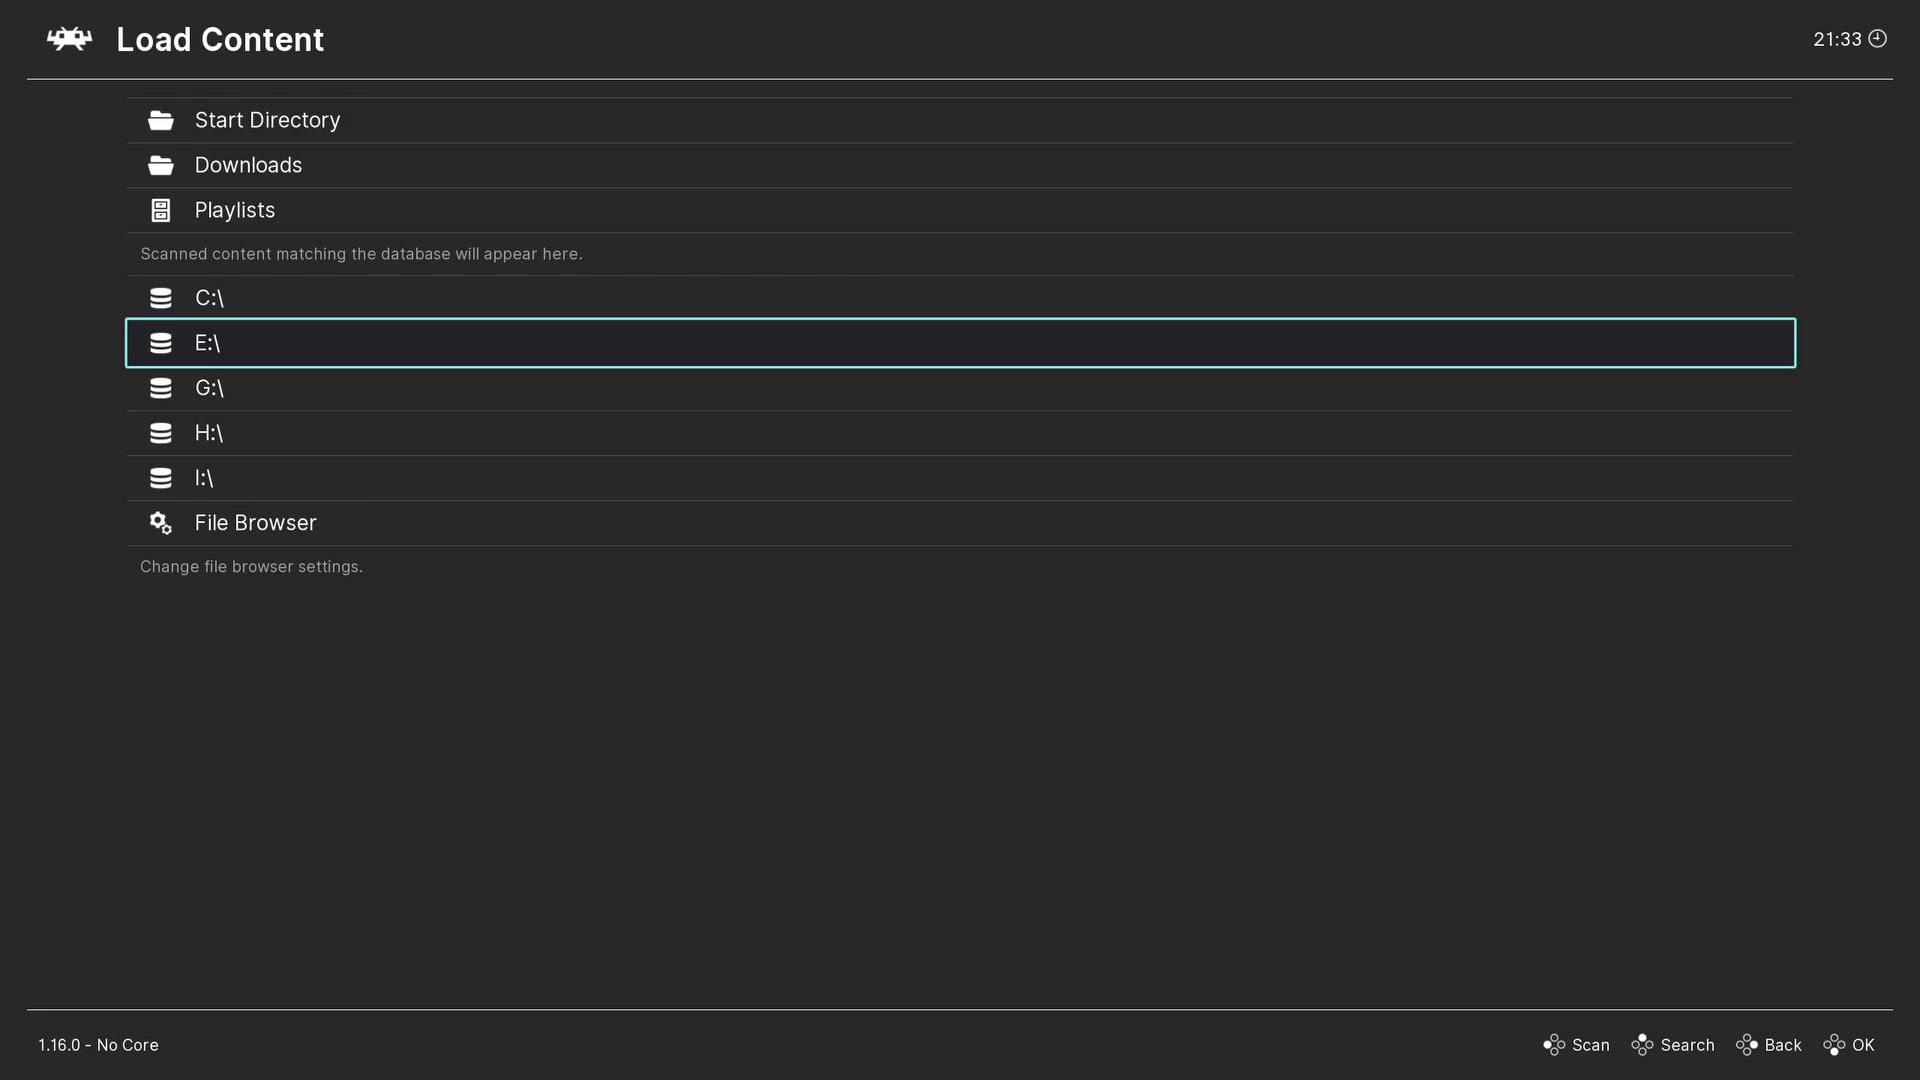 Load Content
21:33
Start Directory
Downloads
Playlists
Scanned content matching the database will appear here.
C:\
E:\
G:\
H:\
I:\
File Browser
Change file browser settings.
1.16.0 - No Core
Scan Search Back OK